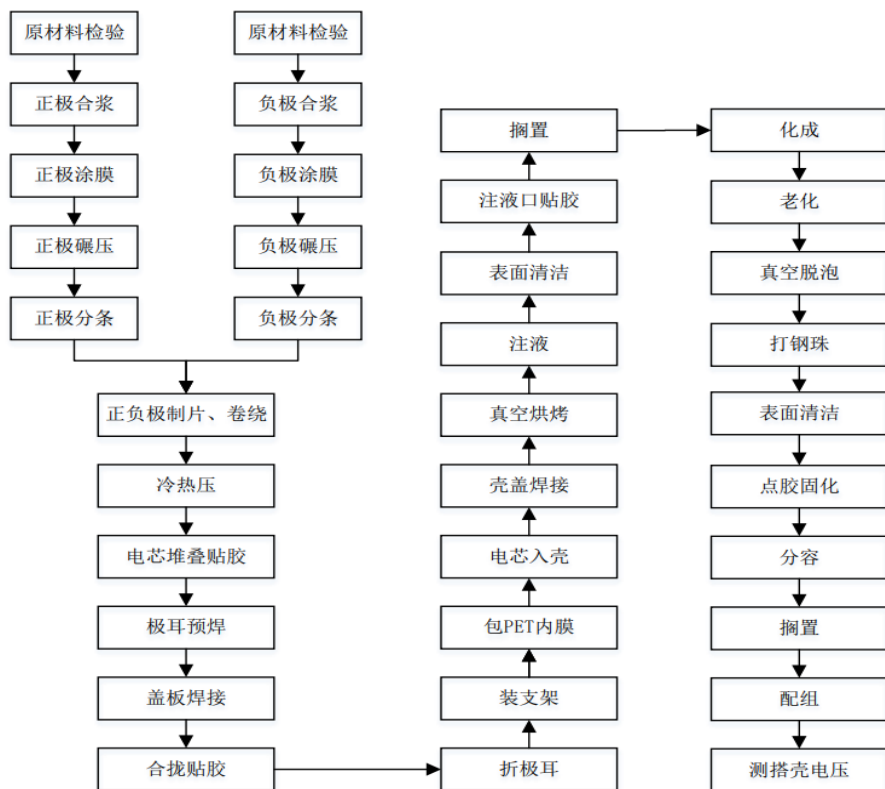 原材料检验
正极合浆
正极涂膜
正极碾压
正极分条
原材料检验
负极合浆
负极涂膜
负极碾压
负极分条
正负极制片、卷绕
冷热压
电芯堆叠贴胶
极耳预焊
盖板焊接
合拢贴胶
折极耳
装支架
包PET内膜
电芯入壳
壳盖焊接
真空烘烤
注液
表面清洁
注液口贴胶
搁置
化成
老化
真空脱泡
打钢珠
表面清洁
点胶固化
分容
搁置
配组
测搭壳电压